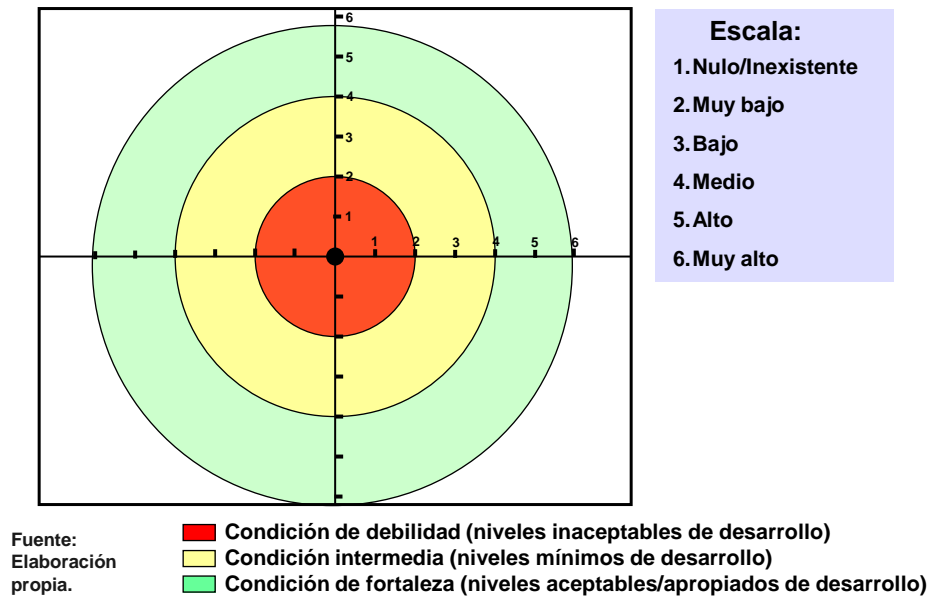 6
5
4
3
2
1
1 2 3 4 5 6
Escala:
1.Nulo/Inexistente
2.Muy bajo
3.Bajo
4.Medio
5.Alto
6.Muy alto
Fuente:
Elaboración
propia.
Condición de debilidad (niveles inaceptables de desarrollo)
Condición intermedia (niveles mínimos de desarrollo)
Condición de fortaleza (niveles aceptables/apropiados de desarrollo)